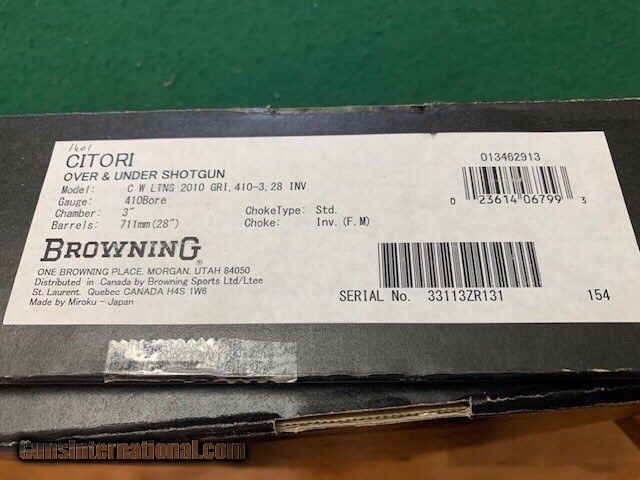 1601
CITORI
OVER & UNDER SHOTGUN
Model: C W LTNG 2010 GRI, 410-3, 28 INV
Gauge: 410Bore
Chamber: 3" ChokeType: Std.
Barrels: 711mm(28") Choke: Inv. (F.M)
BROWNING®
ONE BROWNING PLACE, MORGAN, UTAH 84050
Distributed in Canada by Browning Sports Ltd/Ltee
St. Laurent. Quebec CANADA H4S 1W6
Made by Miroku - Japan
013462913
0 23614 06799 3
SERIAL No. 33113ZR131 154
GunsInternational.com